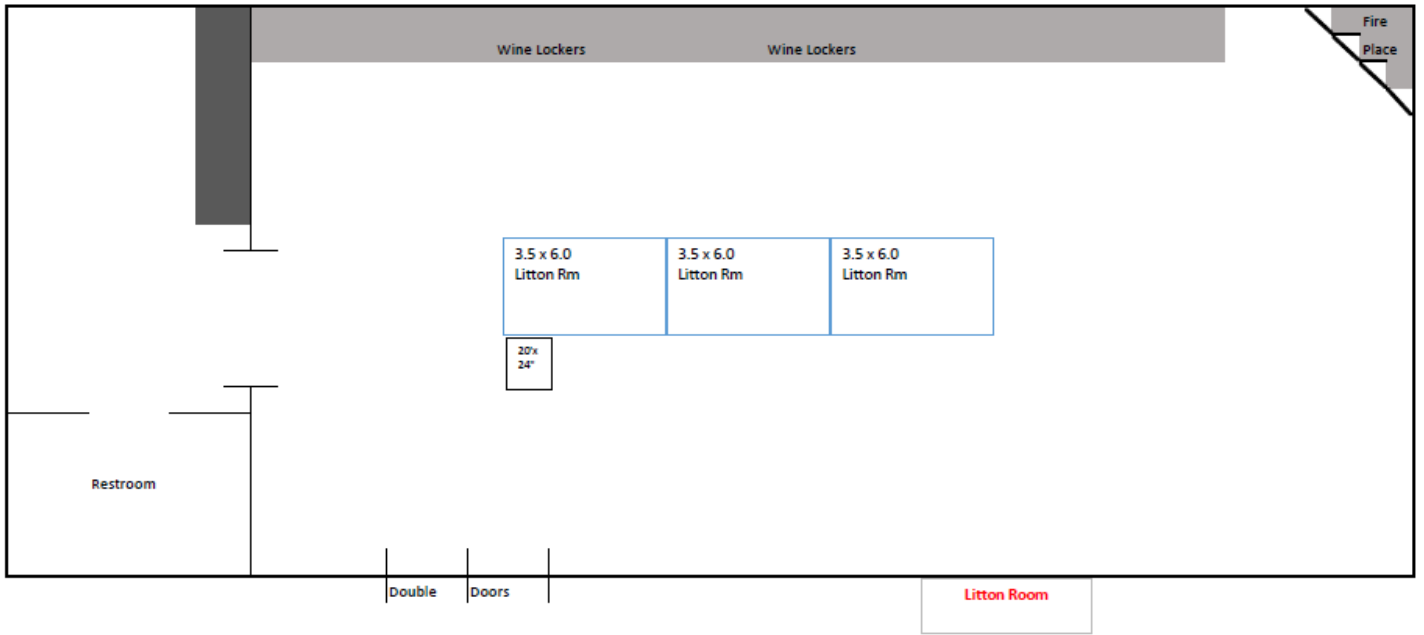 Fire
Wine Lockers Wine Lockers Place
3.5 x 6.0 3.5 x 6.0 3.5 x 6.0
Litton Rm Litton Rm Litton Rm
20'x
24"
Restroom
Double Doors
Litton Room